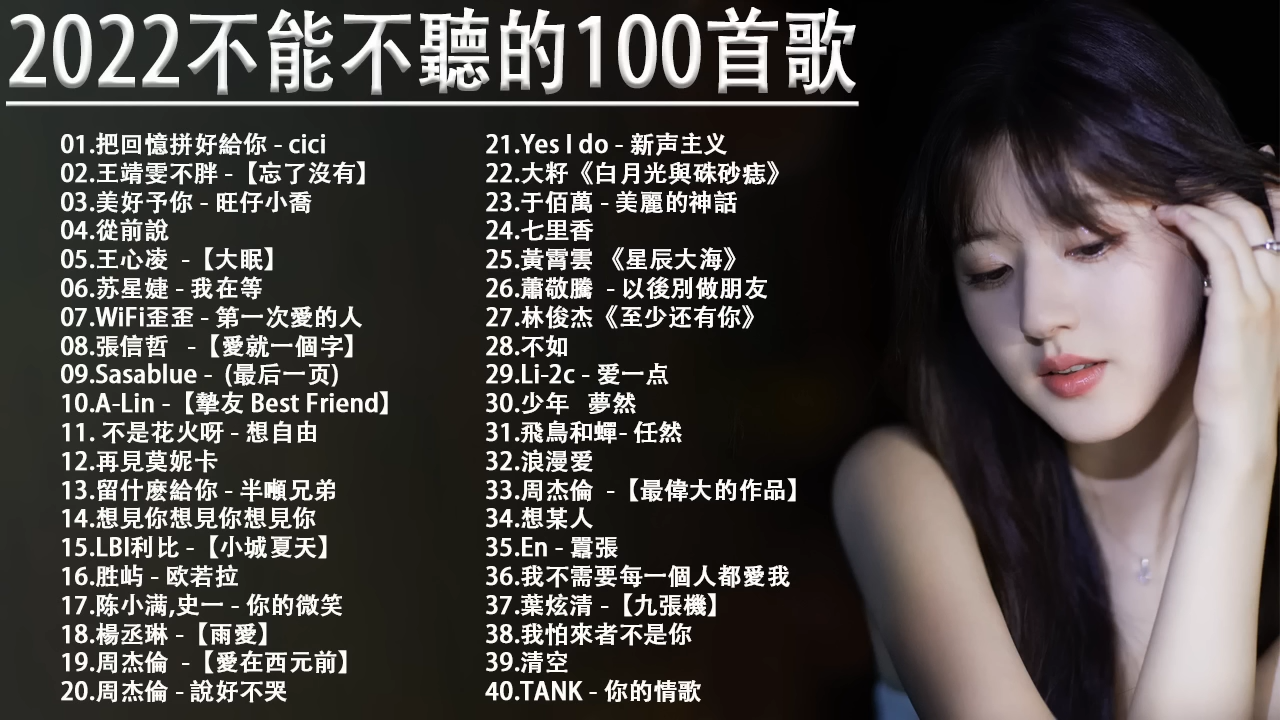 2022不能不聽的100首歌
01.把回憶拼好給你 - cici
02.王靖雯不胖 -【忘了沒有】
03.美好予你 - 旺仔小喬
04.從前說
05.王心凌 -【大眠】
06.苏星婕 - 我在等
07.WiFi歪歪 - 第一次愛的人
08.張信哲 -【愛就一個字】
09.Sasablue - (最后一页)
10.A-Lin -【摯友 Best Friend】
11. 不是花火呀 - 想自由
12.再見莫妮卡
13.留什麼給你 - 半噸兄弟
14.想見你想見你想見你
15.LBI利比 -【小城夏天】
16.胜屿 - 欧若拉
17.陈小满,史一 - 你的微笑
18.楊丞琳 -【雨愛】
19.周杰倫 -【愛在西元前】
20.周杰倫 - 說好不哭
21.Yes I do - 新声主义
22.大籽《白月光與硃砂痣》
23.于佰萬 - 美麗的神話
24.七里香
25.黃霄雲 《星辰大海》
26.蕭敬騰 - 以後別做朋友
27.林俊杰《至少还有你》
28.不如
29.Li-2c - 爱一点
30.少年 夢然
31.飛鳥和蟬- 任然
32.浪漫爱
33.周杰倫 -【最偉大的作品】
34.想某人
35.En - 囂張
36.我不需要每一個人都愛我
37.葉炫清 -【九張機】
38.我怕來者不是你
39.清空
40.TANK - 你的情歌